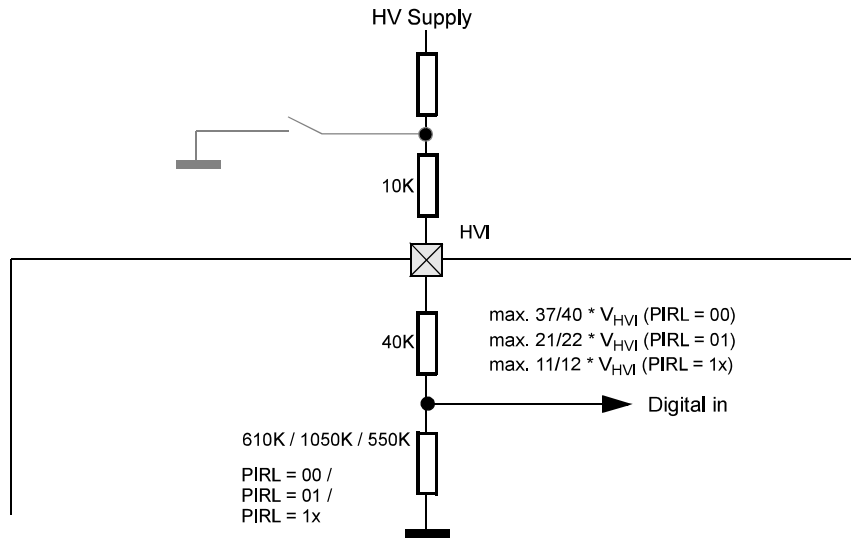 HV Supply
10K
HVI
max. 37/40 * VHVI (PIRL = 00)
max. 21/22 * VHVI (PIRL = 01)
max. 11/12 * VHVI (PIRL = 1x)
40K
Digital in
610K / 1050K / 550K
PIRL = 00 /
PIRL = 01 /
PIRL = 1x